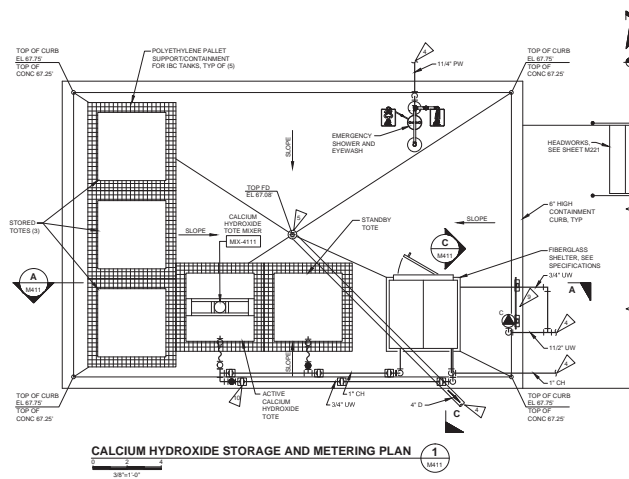 TOP OF CURB
EL 67.75'
TOP OF
CONC 67.25'
POLYETHYLENE PALLET
SUPPORT/CONTAINMENT
FOR IBC TANKS, TYP OF (5)
4
11/4" PW
TOP OF CURB
EL 67.75'
TOP OF
CONC 67.25'
EMERGENCY
SHOWER AND
EYEWASH
SLOPE
HEADWORKS,
SEE SHEET M221
TOP FD
EL 67.08'
5
6" HIGH
CONTAINMENT
CURB, TYP
STORED
TOTES (3)
SLOPE
CALCIUM
HYDROXIDE
TOTE MIXER
MIX-4111
STANDBY
TOTE
SLOPE
C
M411
FIBERGLASS
SHELTER, SEE
SPECIFICATIONS
3/4" UW
A
M411
A
9
C
4
11/2" UW
SLOPE
4
1" CH
TOP OF CURB
EL 67.75'
TOP OF
CONC 67.25'
10
ACTIVE
CALCIUM
HYDROXIDE
TOTE
1" CH
3/4" UW
4" D
C
4
TOP OF CURB
EL 67.75'
TOP OF
CONC 67.25'
CALCIUM HYDROXIDE STORAGE AND METERING PLAN
1
M411
0 2 4
3/8"=1'-0"